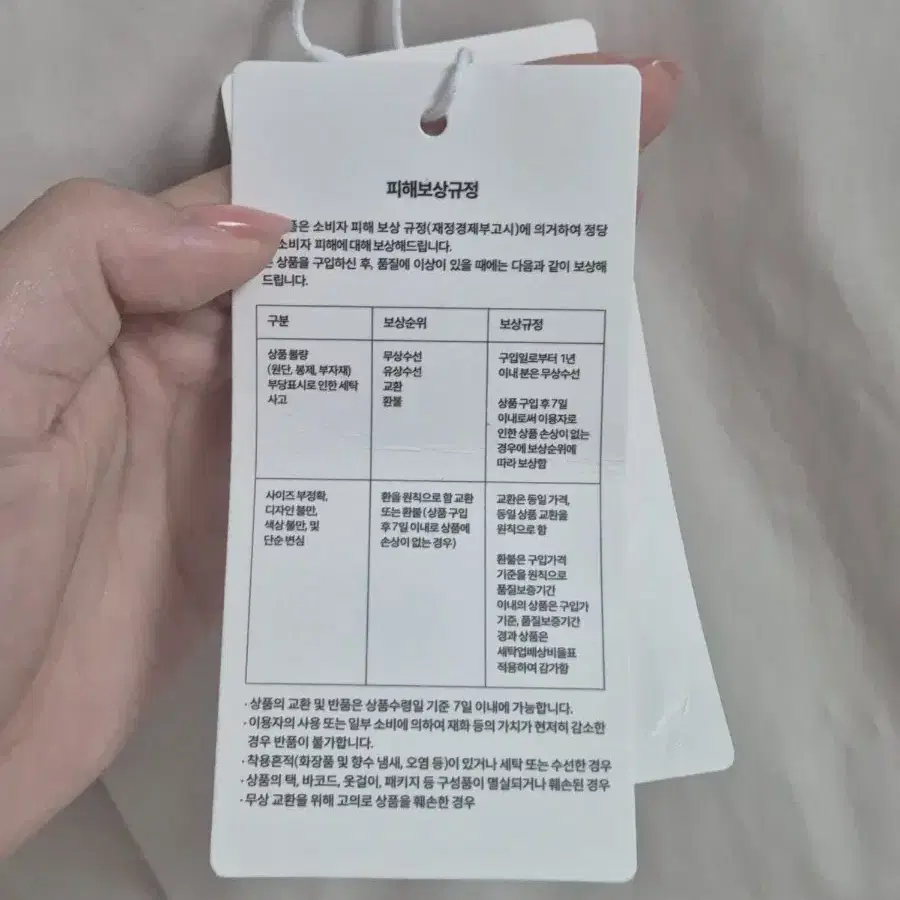 피해보상규정
품은 소비자 피해 보상 규정(재정경제부고시)에 의거하여 정당
소비자 피해에 대해 보상해드립니다.
상품을 구입하신 후, 품질에 이상이 있을 때에는 다음과 같이 보상해
드립니다.
구분
보상순위
보상규정
상품 불량
(원단, 봉제, 부자재)
부당표시로 인한 세탁
사고
무상수선
유상수선
교환
환불
구입일로부터 1년
이내 분은 무상수선
상품 구입 후 7일
이내로써 이용자로
인한 상품 손상이 없는
경우에 보상순위에
따라 보상함
사이즈 부정확,
디자인 불만,
색상 불만, 및
단순 변심
환을 원칙으로 함 교환
또는 환불 (상품 구입
후 7일 이내로 상품에
손상이 없는 경우)
교환은 동일 가격,
동일 상품 교환을
원칙으로 함
환불은 구입가격
기준을 원칙으로
품질보증기간
이내의 상품은 구입가
기준, 품질보증기간
경과 상품은
세탁업배상비율표
적용하여 감가함
· 상품의 교환 및 반품은 상품수령일 기준 7일 이내에 가능합니다.
· 이용자의 사용 또는 일부 소비에 의하여 재화 등의 가치가 현저히 감소한
경우 반품이 불가합니다.
· 착용흔적(화장품 및 향수 냄새, 오염 등)이 있거나 세탁 또는 수선한 경우
· 상품의 택, 바코드, 옷걸이, 패키지 등 구성품이 멸실되거나 훼손된 경우
· 무상 교환을 위해 고의로 상품을 훼손한 경우